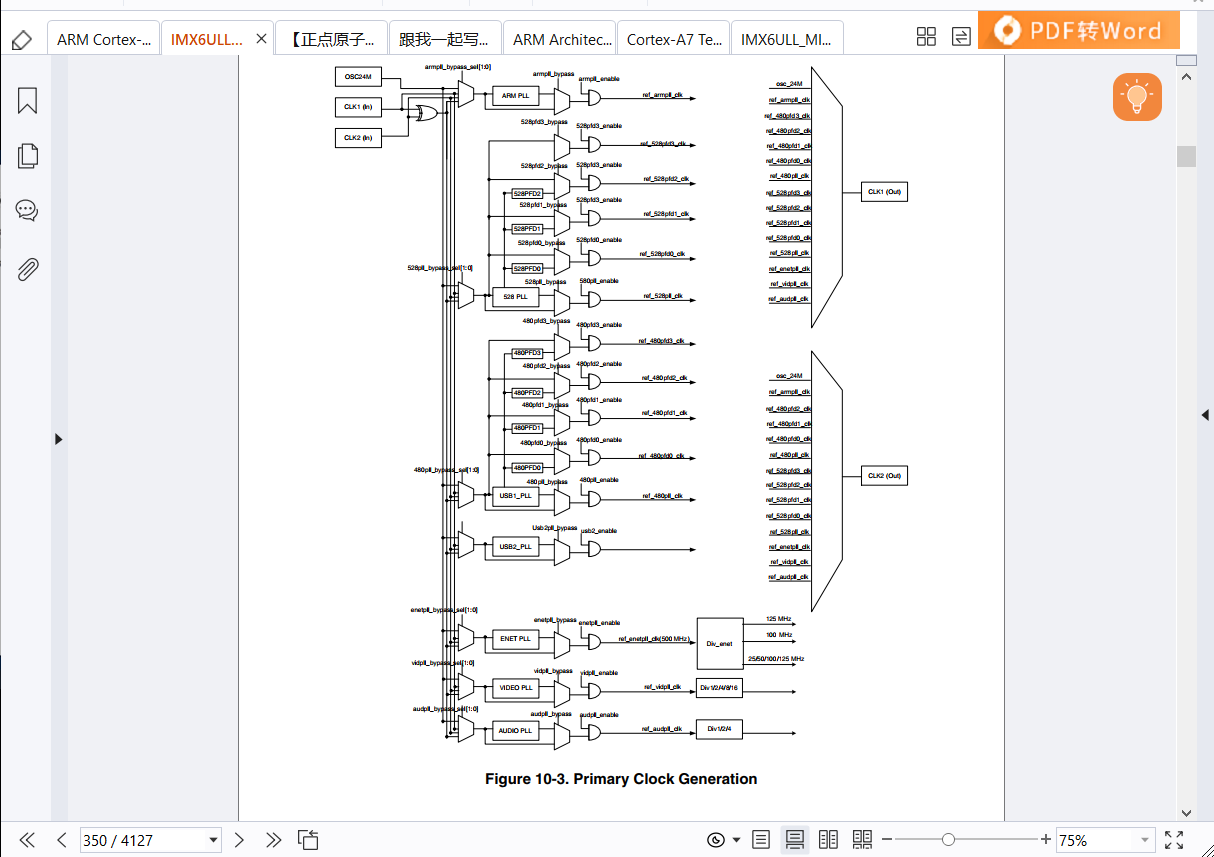 ARM Cortex-...
IMX6ULL...
【正点原子...
跟我一起写...
ARM Architec...
Cortex-A7 Te...
IMX6ULL_MI...
PDF转Word
OSC24M
CLK1 (In)
CLK2 (In)
armpll_bypass_sel[1:0]
ARM PLL
armpll_bypass
armpll_enable
ref_armpll_clk
528pfd3_bypass
528pfd3_enable
ref_528pfd3_clk
528pfd2_bypass
528pfd3_enable
528PFD2
ref_528pfd2_clk
528pfd1_bypass
528pfd3_enable
528PFD1
ref_528pfd1_clk
528pfd0_bypass
528pfd0_enable
528PFD0
ref_528pfd0_clk
528pll_bypass_sel[1:0]
528pll_bypass
580pll_enable
528 PLL
ref_528pll_clk
480pfd3_bypass
480pfd3_enable
480PFD3
ref_480pfd3_clk
480pfd2_bypass
480pfd2_enable
480PFD2
ref_480pfd2_clk
480pfd1_bypass
480pfd1_enable
480PFD1
ref_480pfd1_clk
480pfd0_bypass
480pfd0_enable
480PFD0
ref_480pfd0_clk
480pll_bypass_sel[1:0]
480pll_bypass
480pll_enable
USB1_PLL
ref_480pll_clk
Usb2pll_bypass
usb2_enable
USB2_PLL
enetpll_bypass_sel[1:0]
enetpll_bypass
enetpll_enable
ENET PLL
ref_enetpll_clk(500 MHz)
Div_enet
125 MHz
100 MHz
25/50/100/125 MHz
vidpll_bypass_sel[1:0]
vidpll_bypass
vidpll_enable
VIDEO PLL
ref_vidpll_clk
Div1/2/4/8/16
audpll_bypass_sel[1:0]
audpll_bypass
audpll_enable
AUDIO PLL
ref_audpll_clk
Div1/2/4
osc_24M
ref_armpll_clk
ref_480pfd3_clk
ref_480pfd2_clk
ref_480pfd1_clk
ref_480pfd0_clk
ref_480pll_clk
ref_528pfd3_clk
ref_528pfd2_clk
ref_528pfd1_clk
ref_528pfd0_clk
ref_528pll_clk
ref_enetpll_clk
ref_vidpll_clk
ref_audpll_clk
CLK1 (Out)
osc_24M
ref_armpll_clk
ref_480pfd2_clk
ref_480pfd1_clk
ref_480pfd0_clk
ref_480pll_clk
ref_528pfd3_clk
ref_528pfd2_clk
ref_528pfd1_clk
ref_528pfd0_clk
ref_528pll_clk
ref_enetpll_clk
ref_vidpll_clk
ref_audpll_clk
CLK2 (Out)
Figure 10-3. Primary Clock Generation
350 / 4127
75%